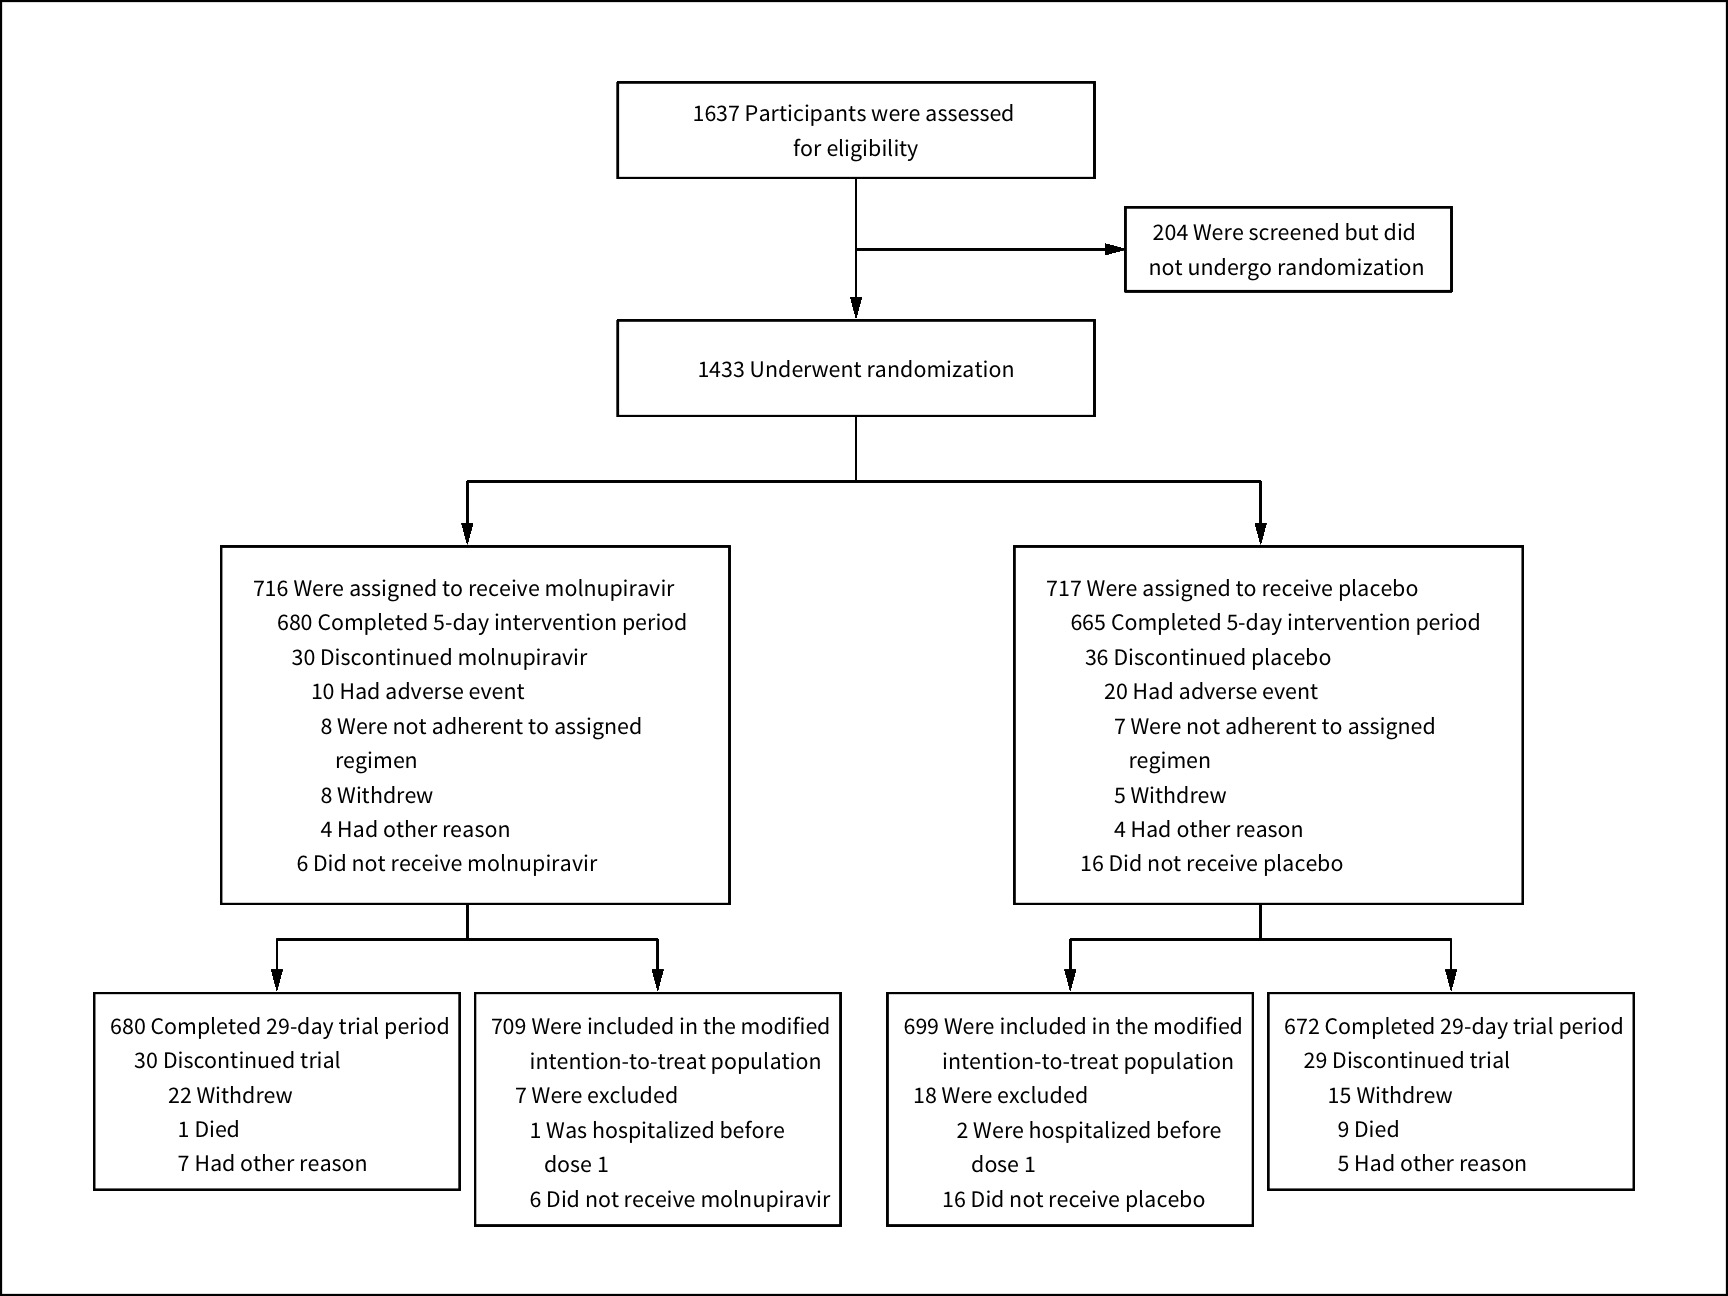 1637 Participants were assessed
for eligibility
204 Were screened but did
not undergo randomization
1433 Underwent randomization
716 Were assigned to receive molnupiravir
680 Completed 5-day intervention period
30 Discontinued molnupiravir
10 Had adverse event
8 Were not adherent to assigned
regimen
8 Withdrew
4 Had other reason
6 Did not receive molnupiravir
717 Were assigned to receive placebo
665 Completed 5-day intervention period
36 Discontinued placebo
20 Had adverse event
7 Were not adherent to assigned
regimen
5 Withdrew
4 Had other reason
16 Did not receive placebo
680 Completed 29-day trial period
30 Discontinued trial
22 Withdrew
1 Died
7 Had other reason
709 Were included in the modified
intention-to-treat population
7 Were excluded
1 Was hospitalized before
dose 1
6 Did not receive molnupiravir
699 Were included in the modified
intention-to-treat population
18 Were excluded
2 Were hospitalized before
dose 1
16 Did not receive placebo
672 Completed 29-day trial period
29 Discontinued trial
15 Withdrew
9 Died
5 Had other reason